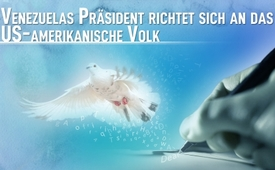 VENEZUELAS PRÄSIDENT RICHTET SICH AN DAS
US-AMERIKANISCHE VOLK